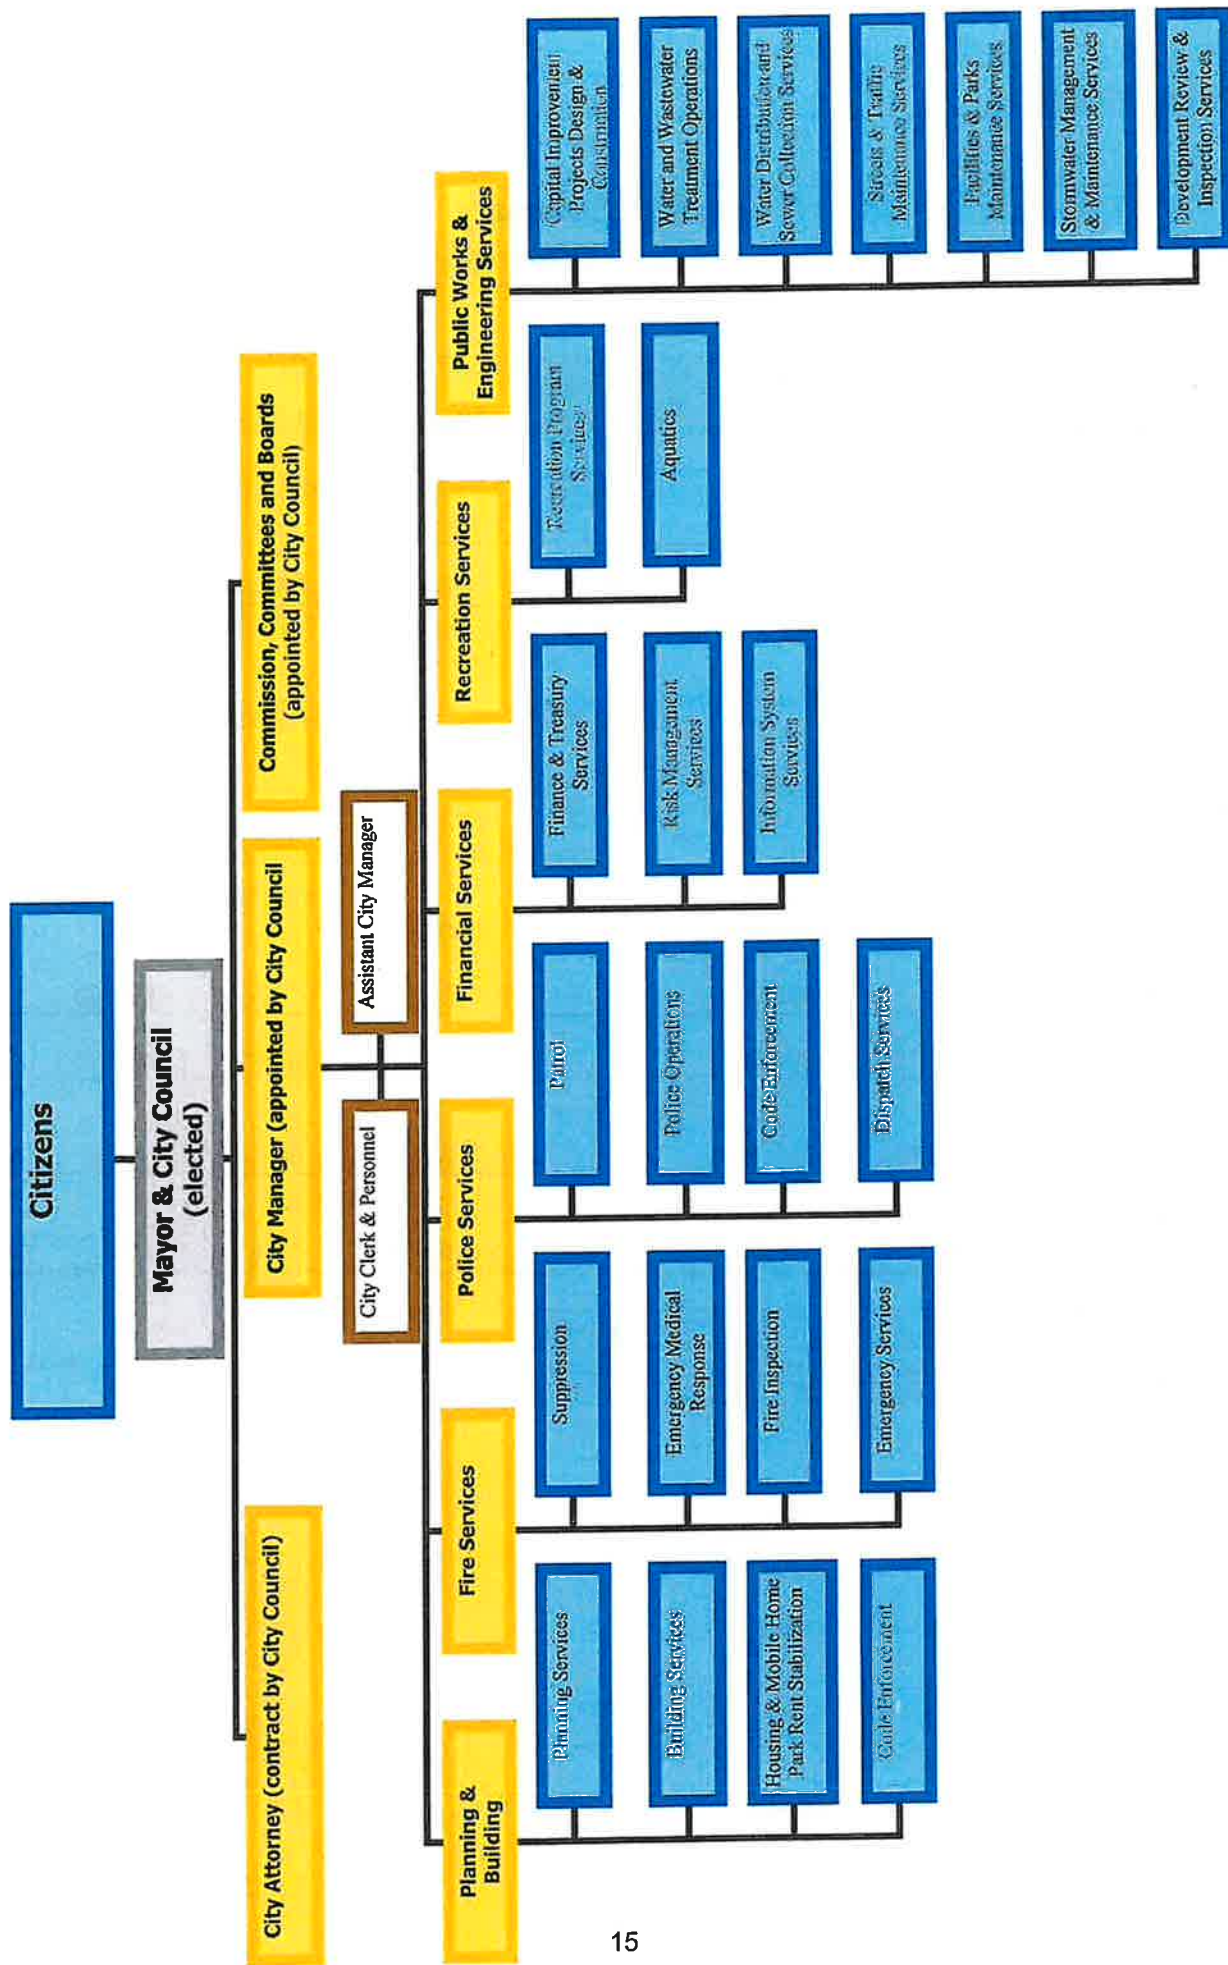 Citizens
Mayor & City Council
(elected)
City Attorney (contract by City Council)
City Manager (appointed by City Council)
Commission, Committees and Boards
(appointed by City Council)
City Clerk & Personnel
Assistant City Manager
Planning &
Building
Planning Services
Building Services
Housing & Mobile Home
Park Rent Stabilization
Code Enforcement
Fire Services
Suppression
Emergency Medical
Response
Fire Inspection
Emergency Services
Police Services
Patrol
Police Operations
Code Enforcement
Dispatch Services
Financial Services
Finance & Treasury
Services
Risk Management
Services
Information System
Services
Recreation Services
Recreation Program
Services
Aquatics
Public Works &
Engineering Services
Capital Improvement
Projects Design &
Construction
Water and Wastewater
Treatment Operations
Water Distribution and
Sewer Collection Services
Streets & Traffic
Maintenance Services
Facilities & Parks
Maintenance Services
Stormwater Management
& Maintenance Services
Development Review &
Inspection Services
15